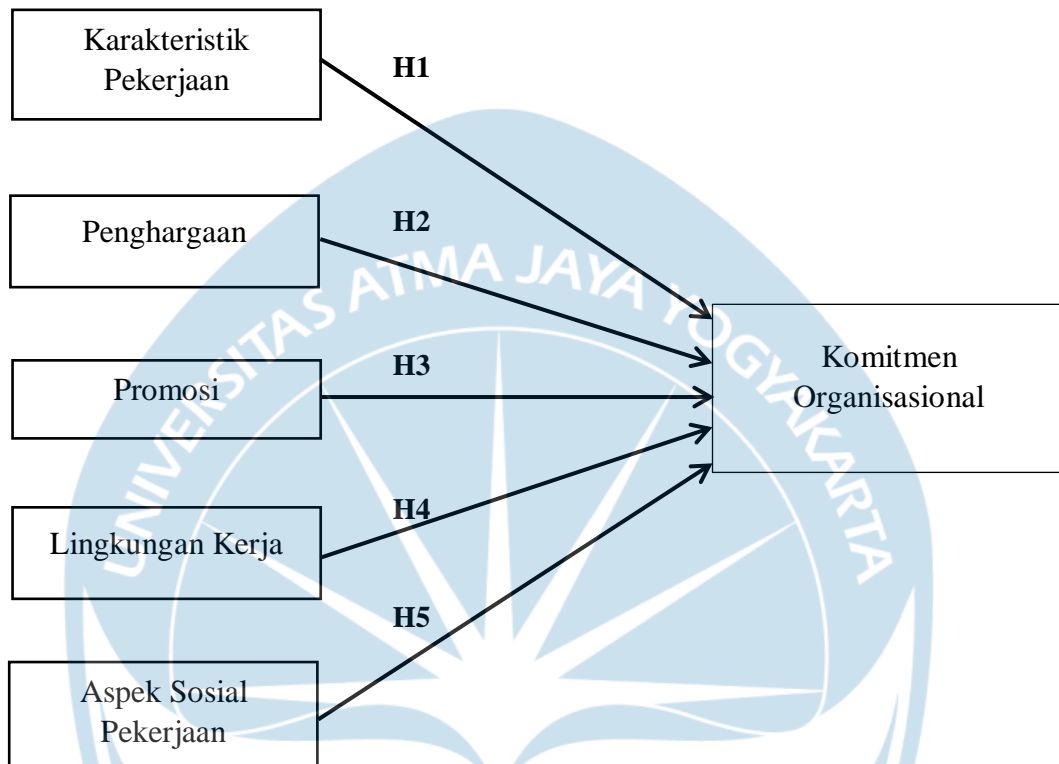 Karakteristik
Pekerjaan
H1
Penghargaan
H2
UNIVERSITAS ATMA JAYA YOGYAKARTA
Promosi
H3
Komitmen
Organisasional
Lingkungan Kerja
H4
Aspek Sosial
Pekerjaan
H5